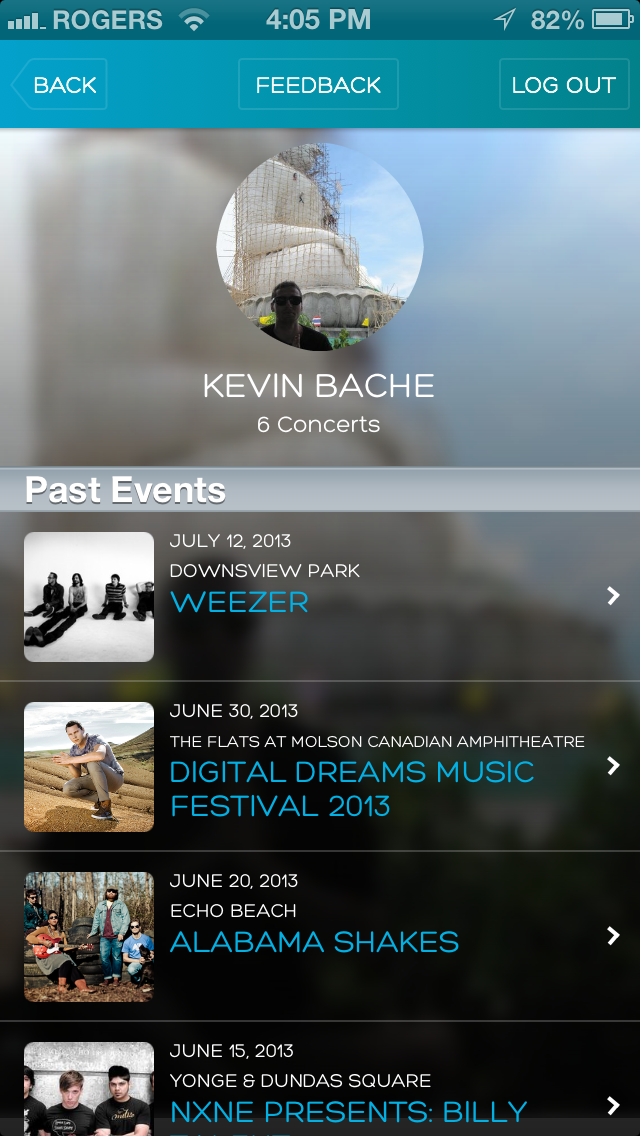 ROGERS 4:05 PM 82%
BACK FEEDBACK LOG OUT
KEVIN BACHE
6 Concerts
Past Events
JULY 12, 2013
DOWNSVIEW PARK
WEEZER
JUNE 30, 2013
THE FLATS AT MOLSON CANADIAN AMPHITHEATRE
DIGITAL DREAMS MUSIC
FESTIVAL 2013
JUNE 20, 2013
ECHO BEACH
ALABAMA SHAKES
JUNE 15, 2013
YONGE & DUNDAS SQUARE
NXNE PRESENTS: BILLY